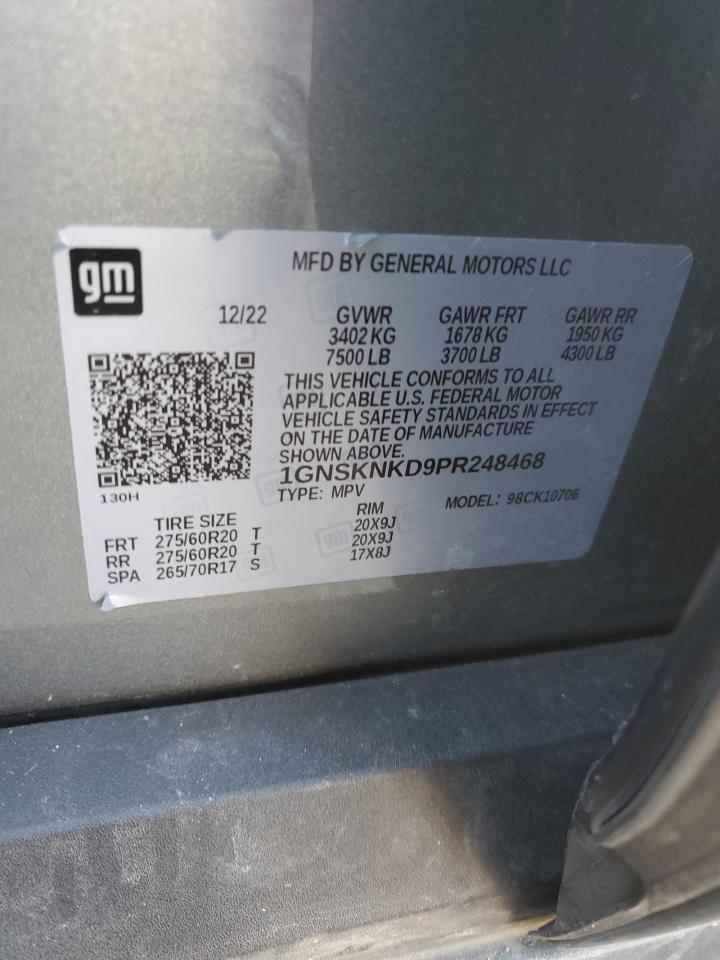 gm
MFD BY GENERAL MOTORS LLC
12/22 GVWR GAWR FRT GAWR RR
3402 KG 1678 KG 1950 KG
7500 LB 3700 LB 4300 LB
THIS VEHICLE CONFORMS TO ALL
APPLICABLE U.S. FEDERAL MOTOR
VEHICLE SAFETY STANDARDS IN EFFECT
ON THE DATE OF MANUFACTURE
SHOWN ABOVE.
1GNSKNKD9PR248468
130H
TYPE: MPV MODEL: 98CK10706
TIRE SIZE RIM
FRT 275/60R20 T 20X9J
RR 275/60R20 T 20X9J
SPA 265/70R17 S 17X8J
gm